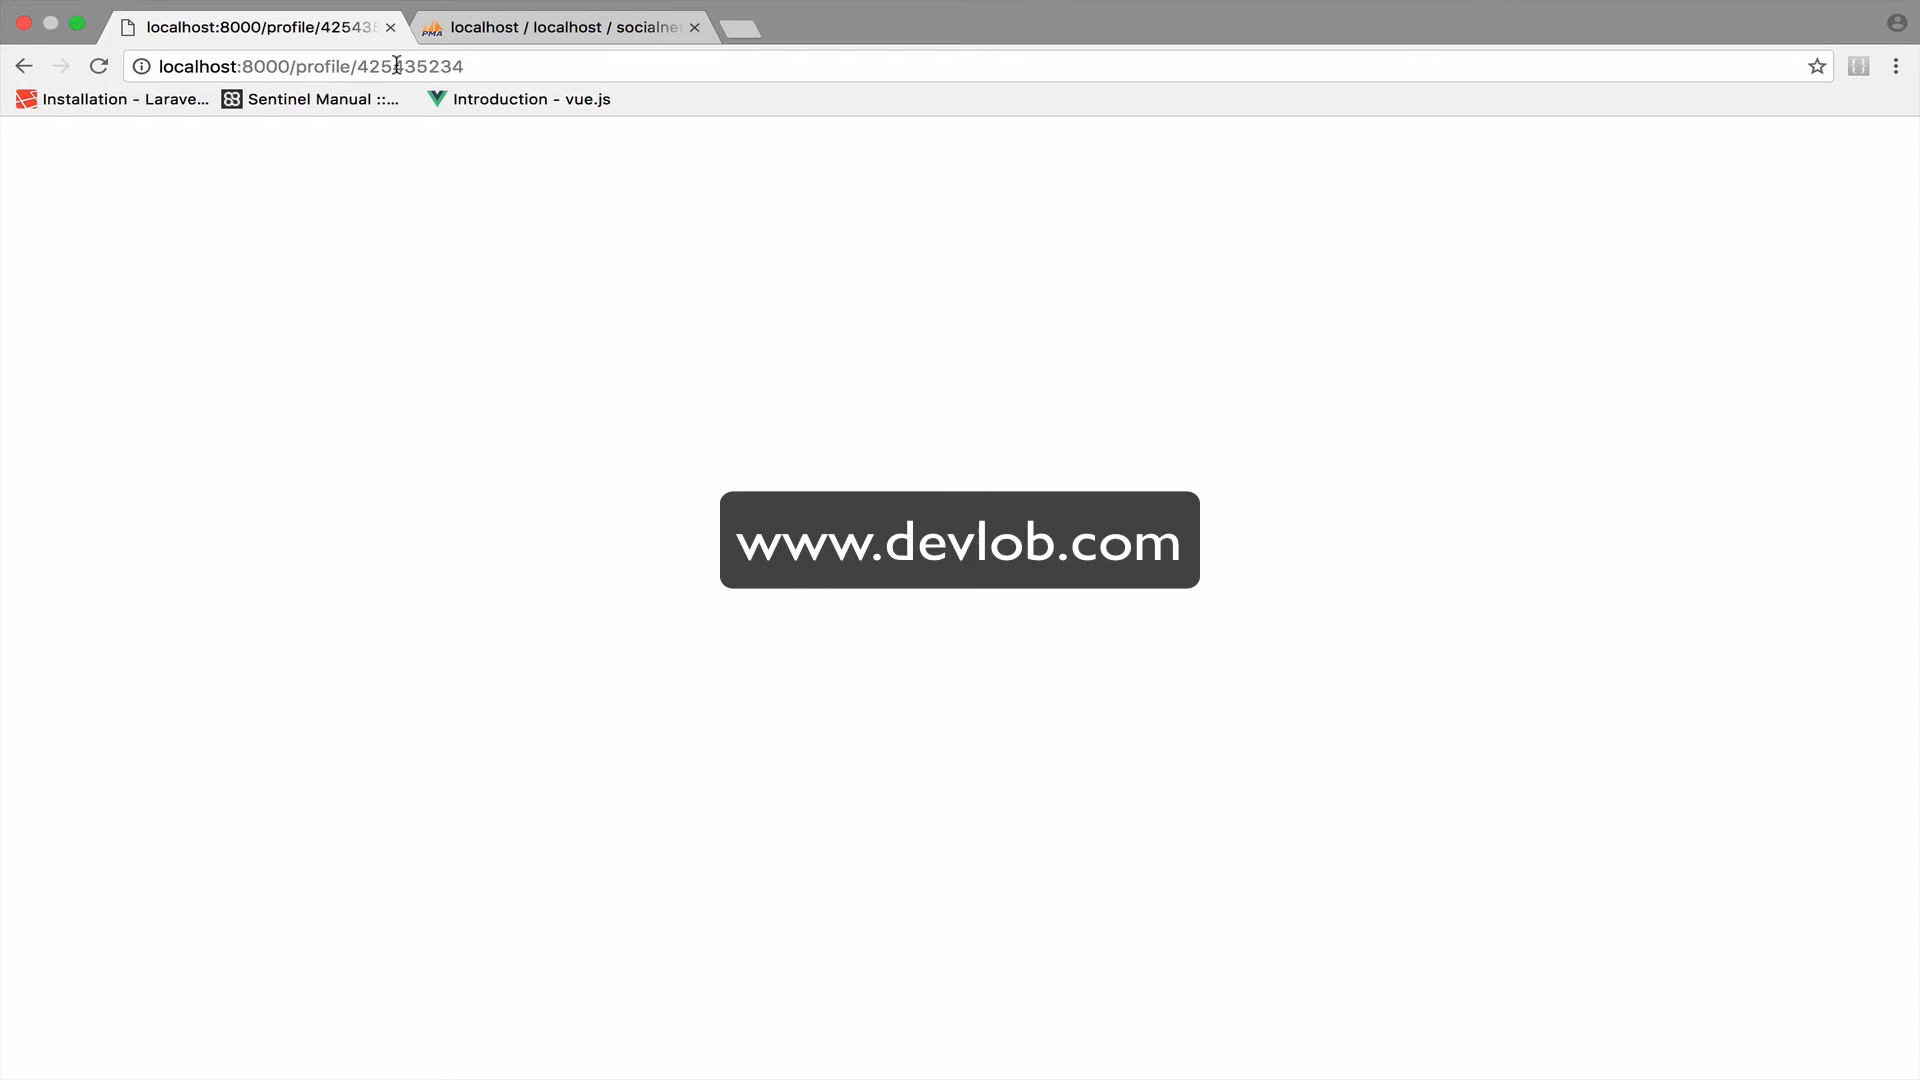 localhost:8000/profile/42543
localhost / localhost / socialne
localhost:8000/profile/425435234
Installation - Larave...
Sentinel Manual ::...
Introduction - vue.js
www.devlob.com